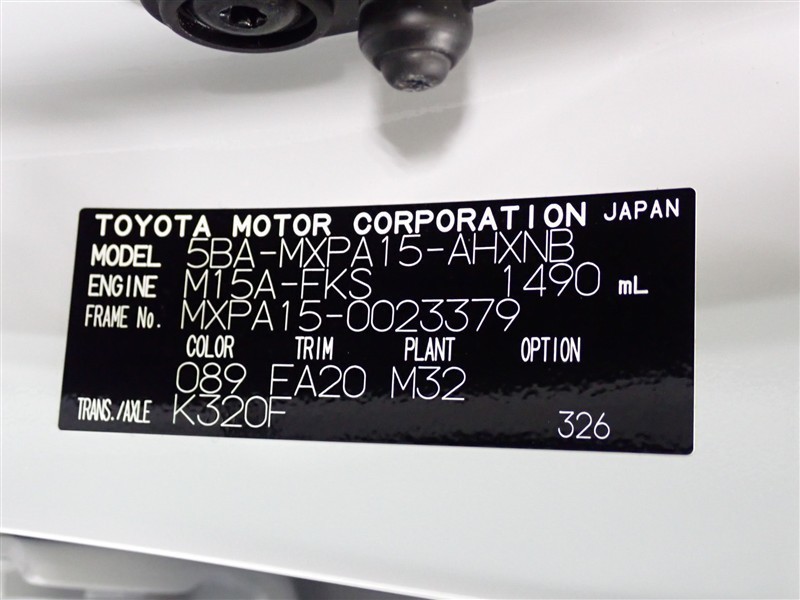 TOYOTA MOTOR CORPORATION JAPAN
MODEL 5BA-MXPA15-AHXNB
ENGINE M15A-FKS 1490 mL
FRAME No. MXPA15-0023379
COLOR TRIM PLANT OPTION
089 EA20 M32
TRANS./AXLE K320F
326